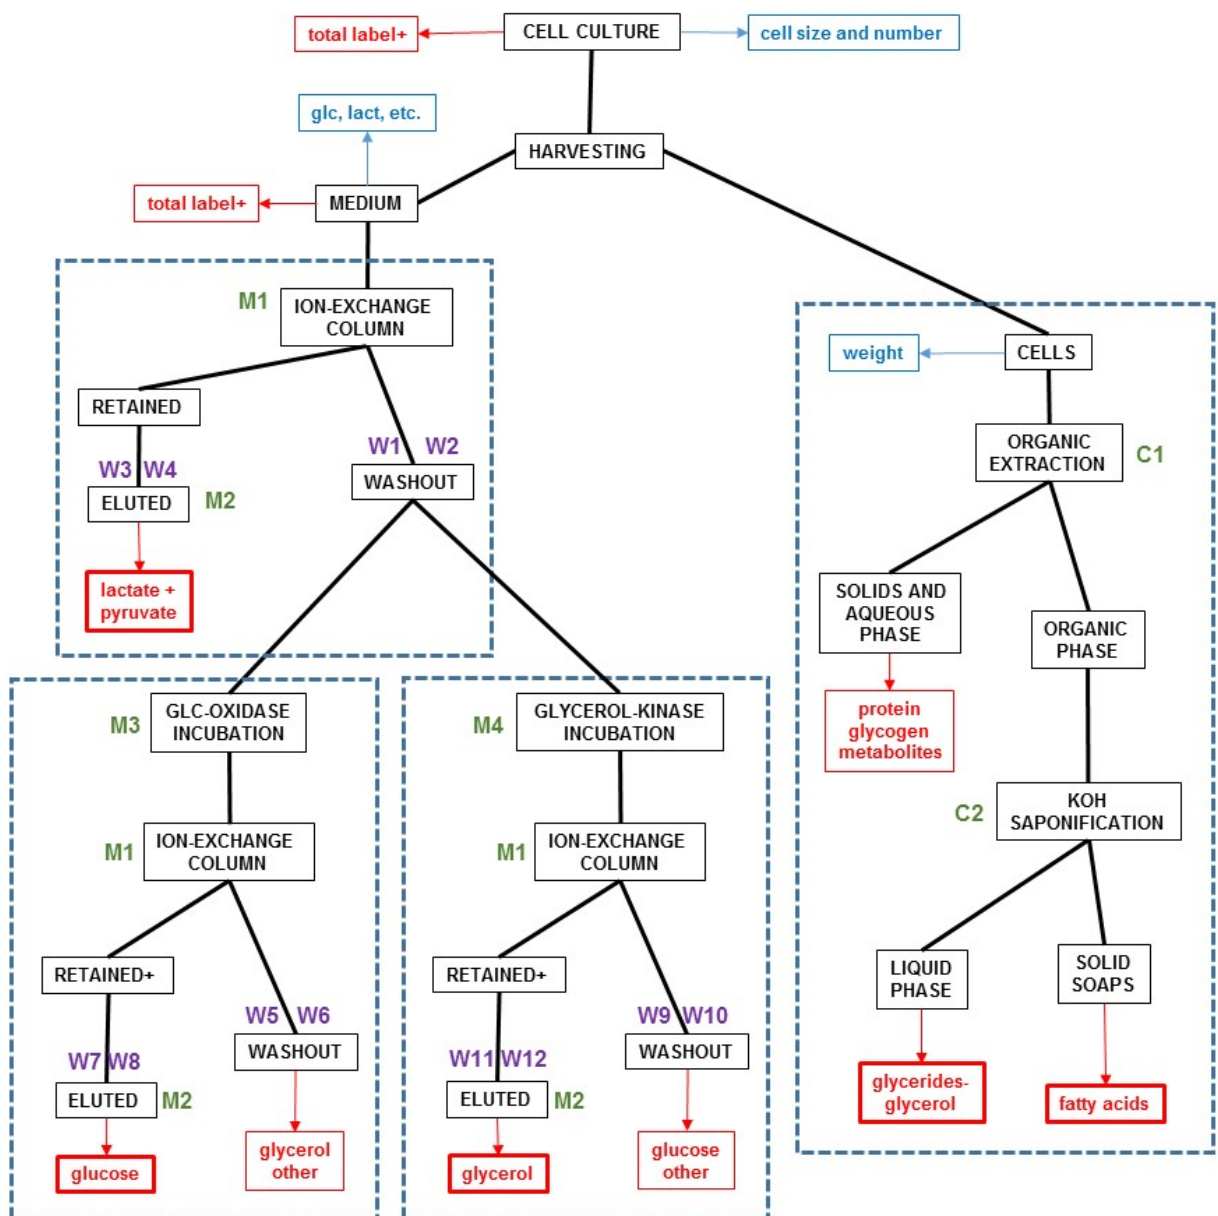 total label+
CELL CULTURE
cell size and number
glc, lact, etc.
HARVESTING
total label+
MEDIUM
M1
ION-EXCHANGE
COLUMN
RETAINED
W1 W2
W3 W4
WASHOUT
ELUTED
M2
lactate +
pyruvate
weight
CELLS
ORGANIC
EXTRACTION
C1
SOLIDS AND
AQUEOUS
PHASE
ORGANIC
PHASE
protein
glycogen
metabolites
C2
KOH
SAPONIFICATION
LIQUID
PHASE
SOLID
SOAPS
glycerides-
glycerol
fatty acids
M3
GLC-OXIDASE
INCUBATION
M1
ION-EXCHANGE
COLUMN
RETAINED+
W5 W6
W7 W8
WASHOUT
ELUTED
M2
glucose
glycerol
other
M4
GLYCEROL-KINASE
INCUBATION
M1
ION-EXCHANGE
COLUMN
RETAINED+
W9 W10
W11 W12
WASHOUT
ELUTED
M2
glycerol
glucose
other